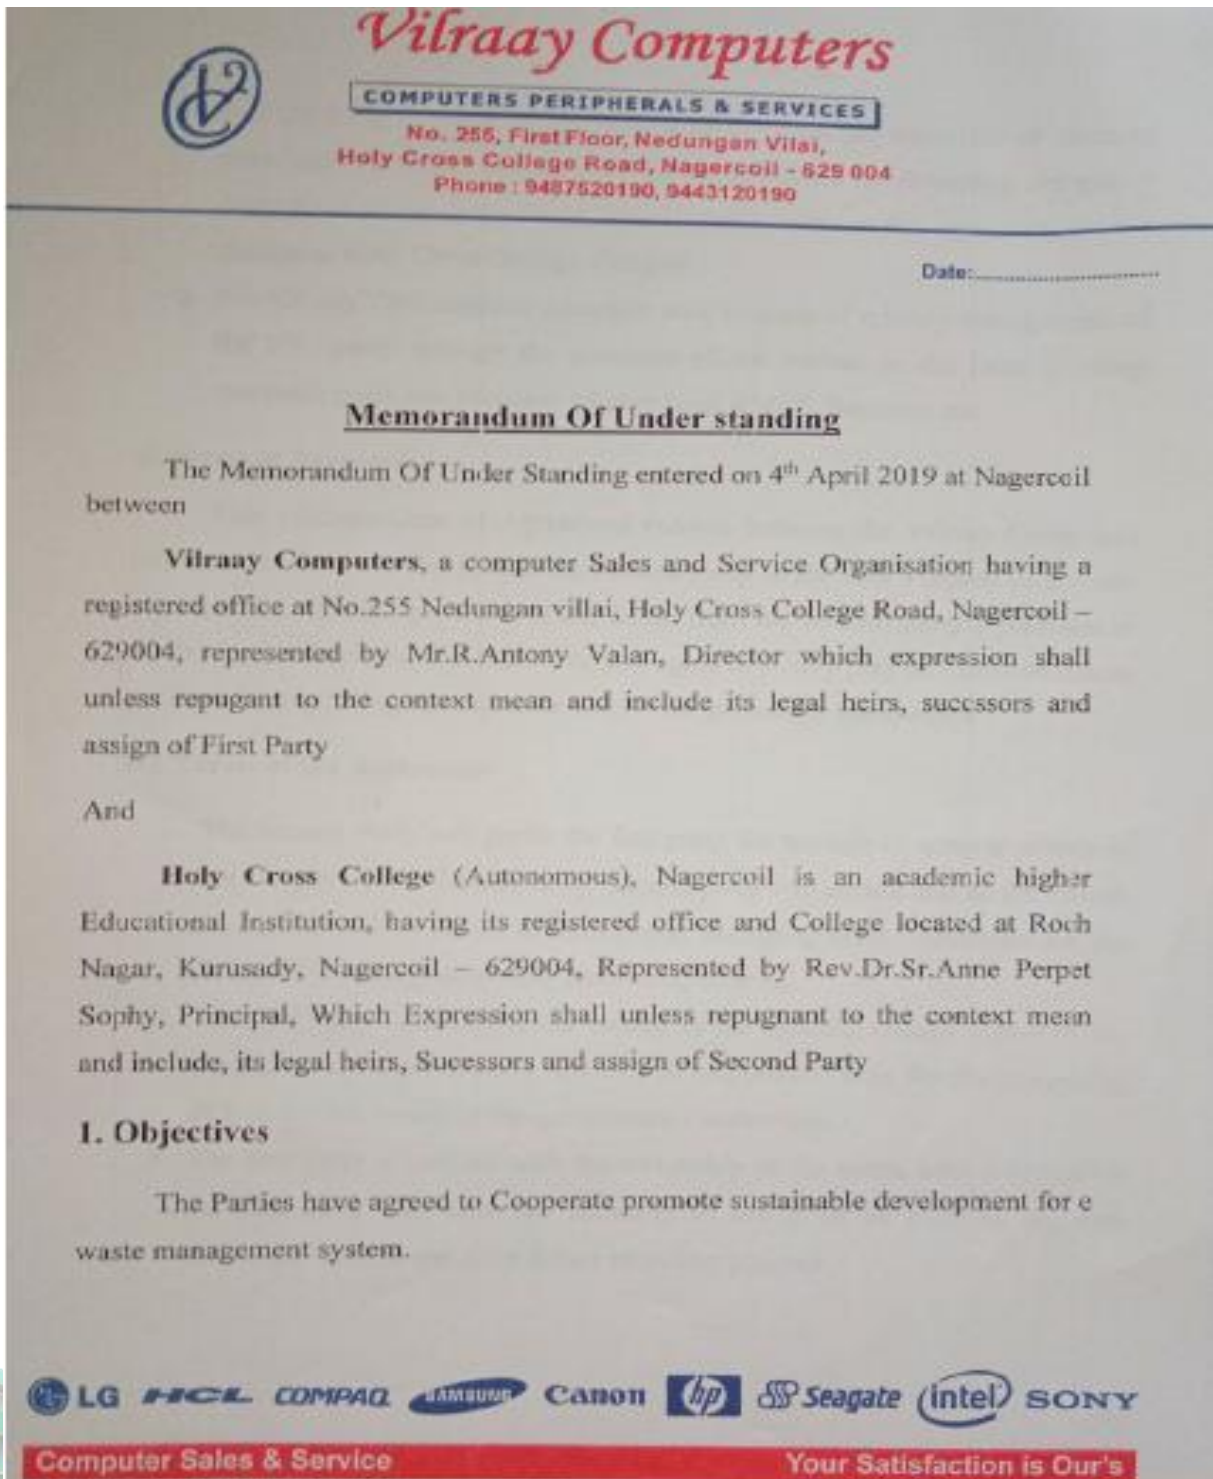 Vilraay Computers
COMPUTERS PERIPHERALS & SERVICES
No. 255, First Floor, Nedungan Vilai,
Holy Cross College Road, Nagercoil - 629 004
Phone : 9487520190, 9443120190
Date:..............................
Memorandum Of Under standing
The Memorandum Of Under Standing entered on 4th April 2019 at Nagercoil
between
Vilraay Computers, a computer Sales and Service Organisation having a
registered office at No.255 Nedungan villai, Holy Cross College Road, Nagercoil –
629004, represented by Mr.R.Antony Valan, Director which expression shall
unless repugant to the context mean and include its legal heirs, sucessors and
assign of First Party
And
Holy Cross College (Autonomous), Nagercoil is an academic higher
Educational Institution, having its registered office and College located at Roch
Nagar, Kurusady, Nagercoil – 629004, Represented by Rev.Dr.Sr.Anne Perpet
Sophy, Principal, Which Expression shall unless repugnant to the context mean
and include, its legal heirs, Sucessors and assign of Second Party
1. Objectives
The Parties have agreed to Cooperate promote sustainable development for e
waste management system.
LG HCL COMPAQ SAMSUNG Canon hp Seagate intel SONY
Computer Sales & Service Your Satisfaction is Our's